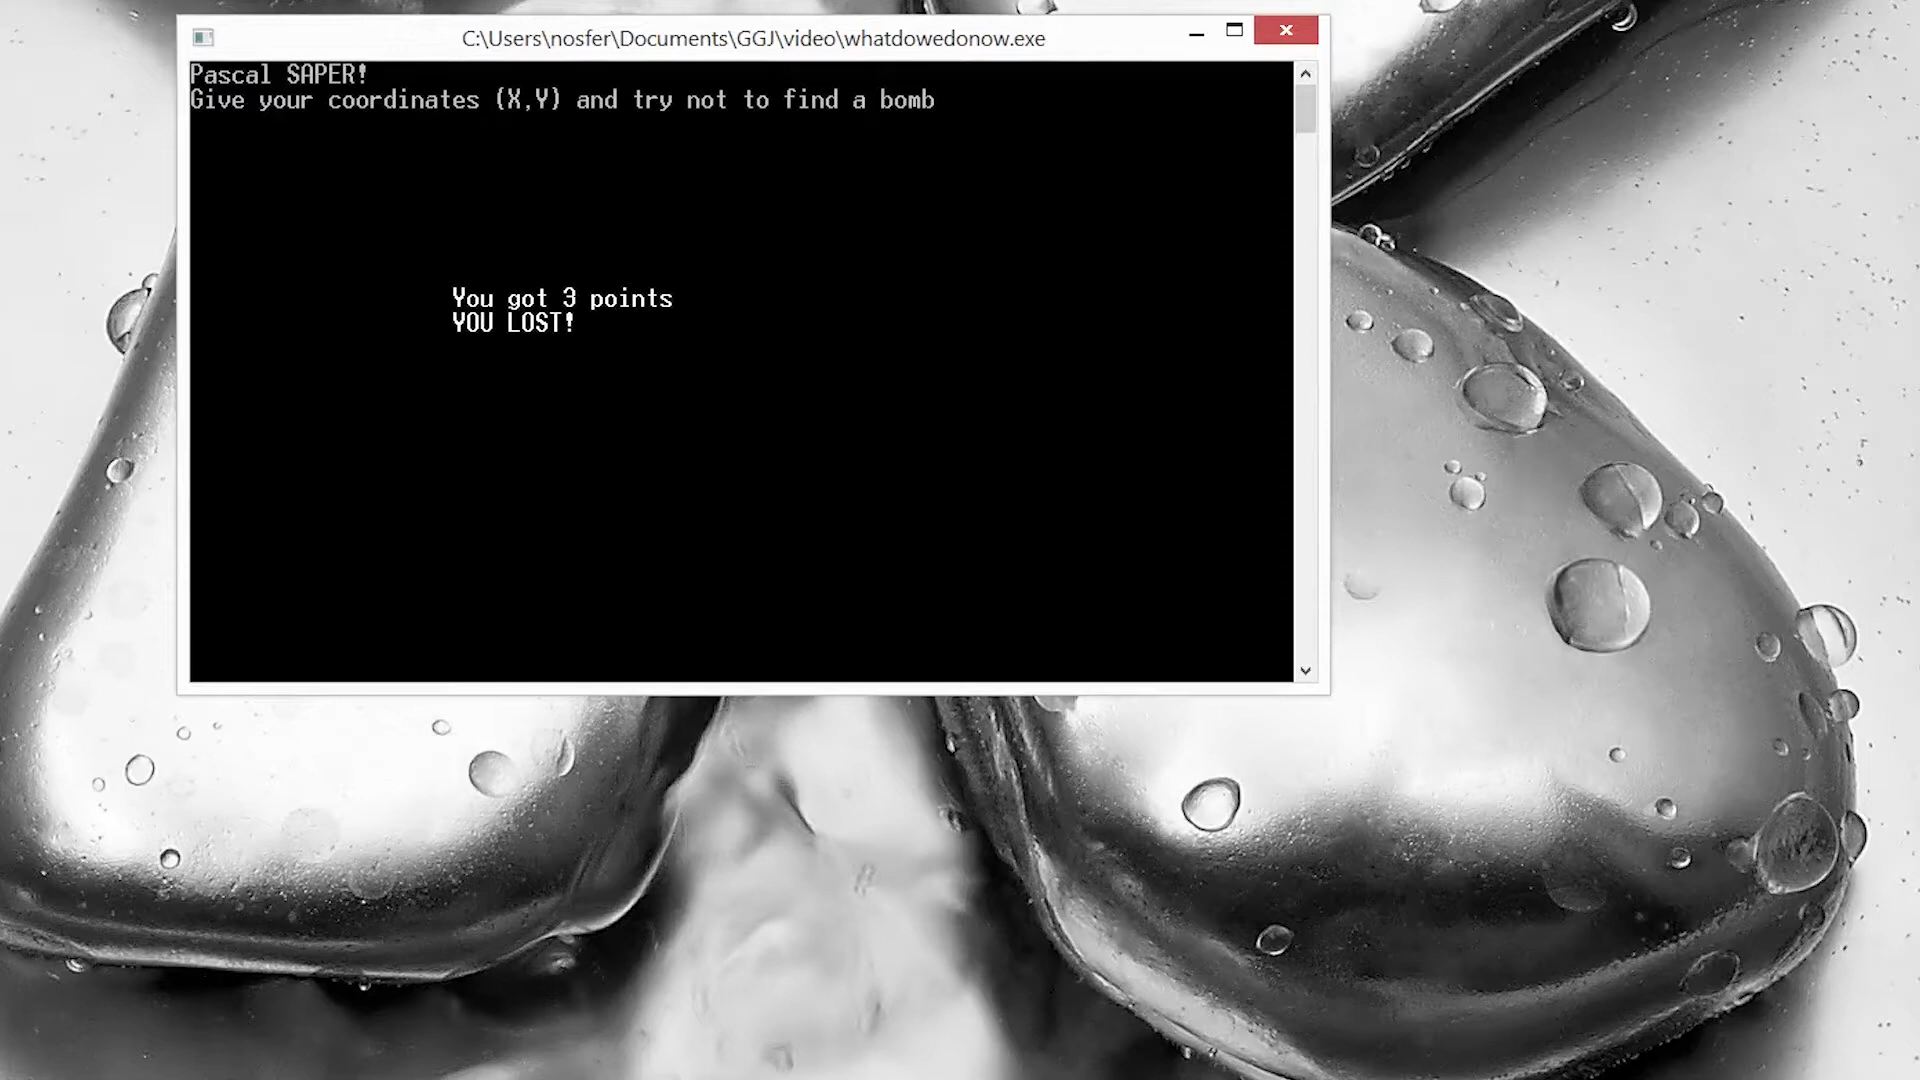 C:\Users\nosfer\Documents\GGJ\video\whatdowedonow.exe
Pascal SAPER!
Give your coordinates (X,Y) and try not to find a bomb
You got 3 points
YOU LOST!